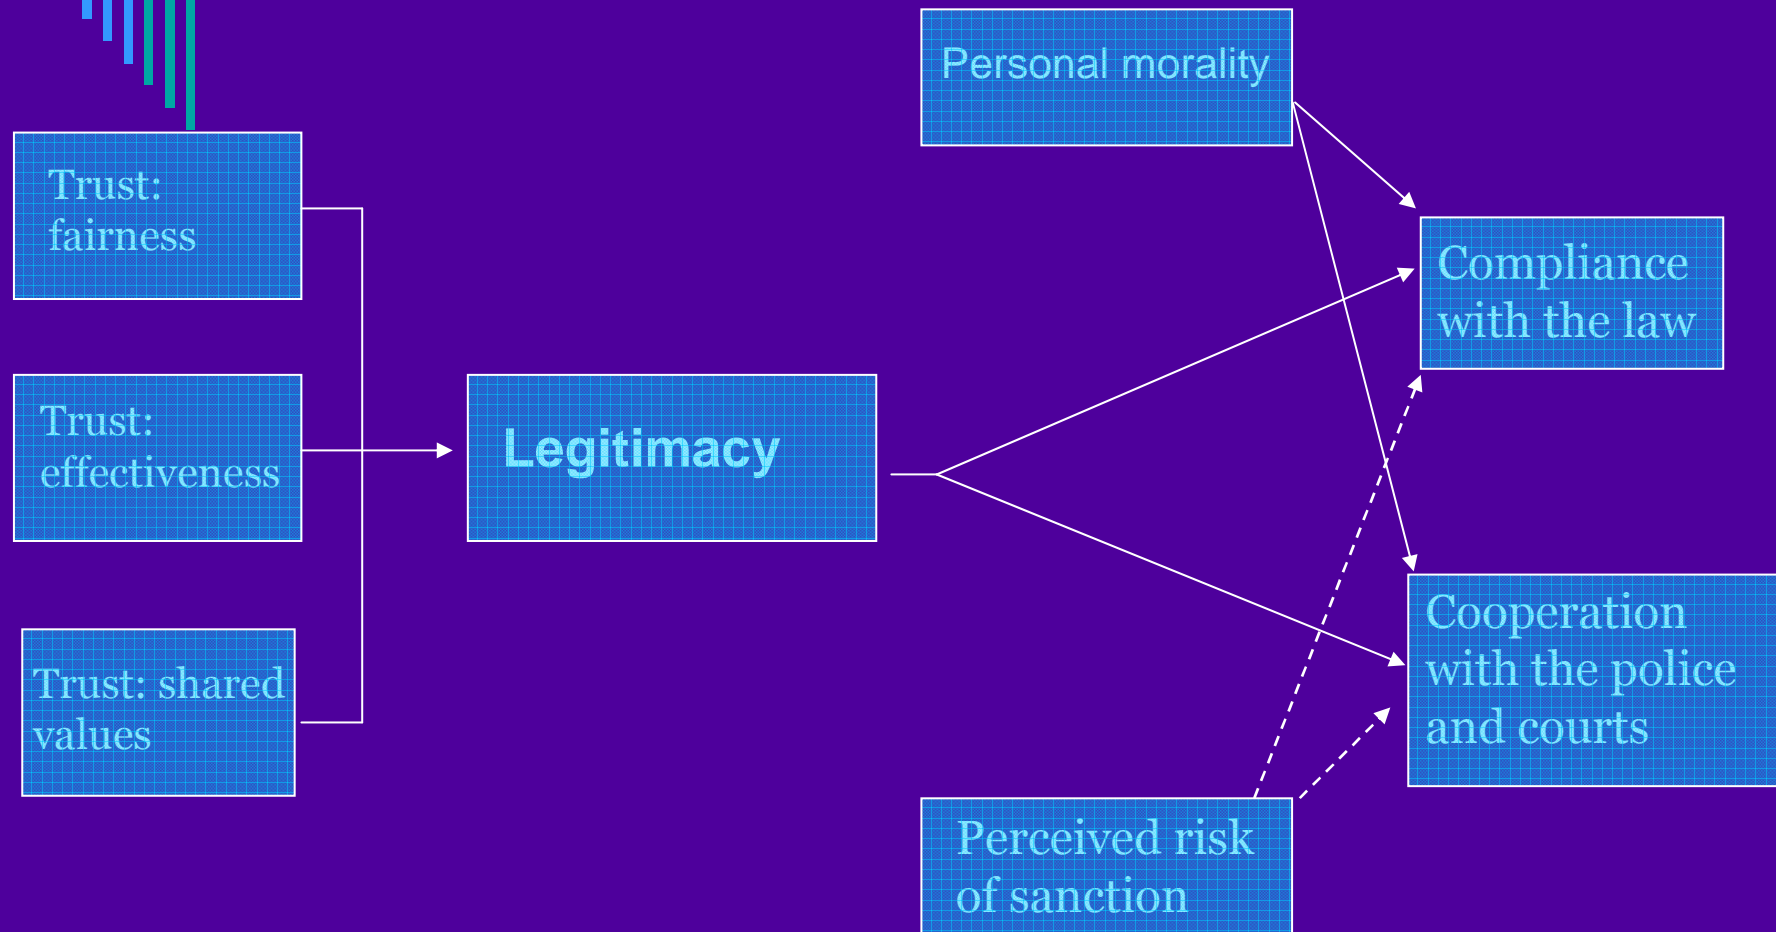 Personal morality
Trust:
fairness
Compliance
with the law
Trust:
effectiveness
Legitimacy
Cooperation
with the police
and courts
Trust: shared
values
Perceived risk
of sanction